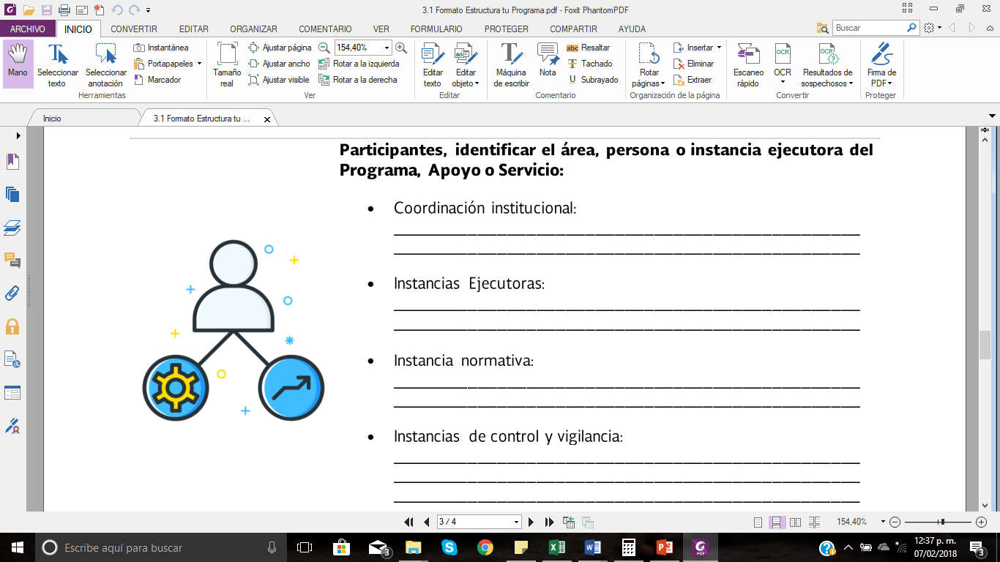 3.1 Formato Estructura tu Programa.pdf - Foxit PhantomPDF
ARCHIVO INICIO CONVERTIR EDITAR ORGANIZAR COMENTARIO VER FORMULARIO PROTEGER COMPARTIR AYUDA Buscar
Mano
Seleccionar texto
Seleccionar anotación
Instantánea
Portapapeles
Marcador
Herramientas
Tamaño real
Ajustar página
Ajustar ancho
Ajustar visible
154,40%
Rotar a la izquierda
Rotar a la derecha
Ver
Editar texto
Editar objeto
Editar
Máquina de escribir
Nota
abc Resaltar
Tachado
U Subrayado
Comentario
Rotar páginas
Insertar
Eliminar
Extraer
Organización de la página
Escaneo rápido
OCR
OCR
OCR
Resultados de sospechosos
Convertir
Firma de PDF
Proteger
Inicio
3.1 Formato Estructura tu ...
Participantes, identificar el área, persona o instancia ejecutora del
Programa, Apoyo o Servicio:
• Coordinación institucional:
• Instancias Ejecutoras:
• Instancia normativa:
• Instancias de control y vigilancia:
3 / 4
154,40%
Escribe aquí para buscar
3
PDF
12:37 p. m.
07/02/2018
3